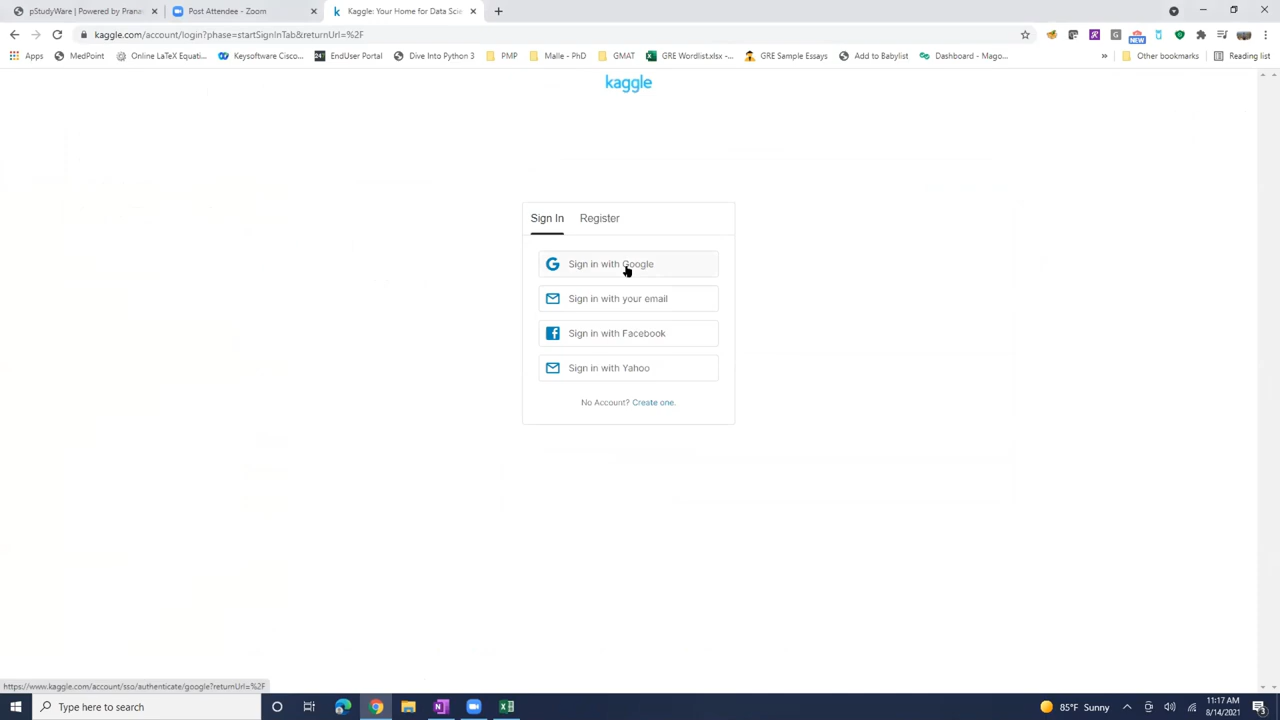 pStudyWare | Powered by Prana
Post Attendee - Zoom
Kaggle: Your Home for Data Scie
kaggle.com/account/login?phase=startSignInTab&returnUrl=%2F
NEW
Apps
MedPoint
Online LaTeX Equati...
Keysoftware Cisco...
241
EndUser Portal
Dive Into Python 3
PMP
Malle - PhD
GMAT
GRE Wordlist.xlsx -...
GRE Sample Essays
Add to Babylist
Dashboard - Mago...
»
Other bookmarks
Reading list
kaggle
Sign In
Register
Sign in with Google
Sign in with your email
Sign in with Facebook
Sign in with Yahoo
No Account? Create one.
https://www.kaggle.com/account/sso/authenticate/google?returnUrl=%2F
Type here to search
85°F Sunny
11:17 AM
8/14/2021
3